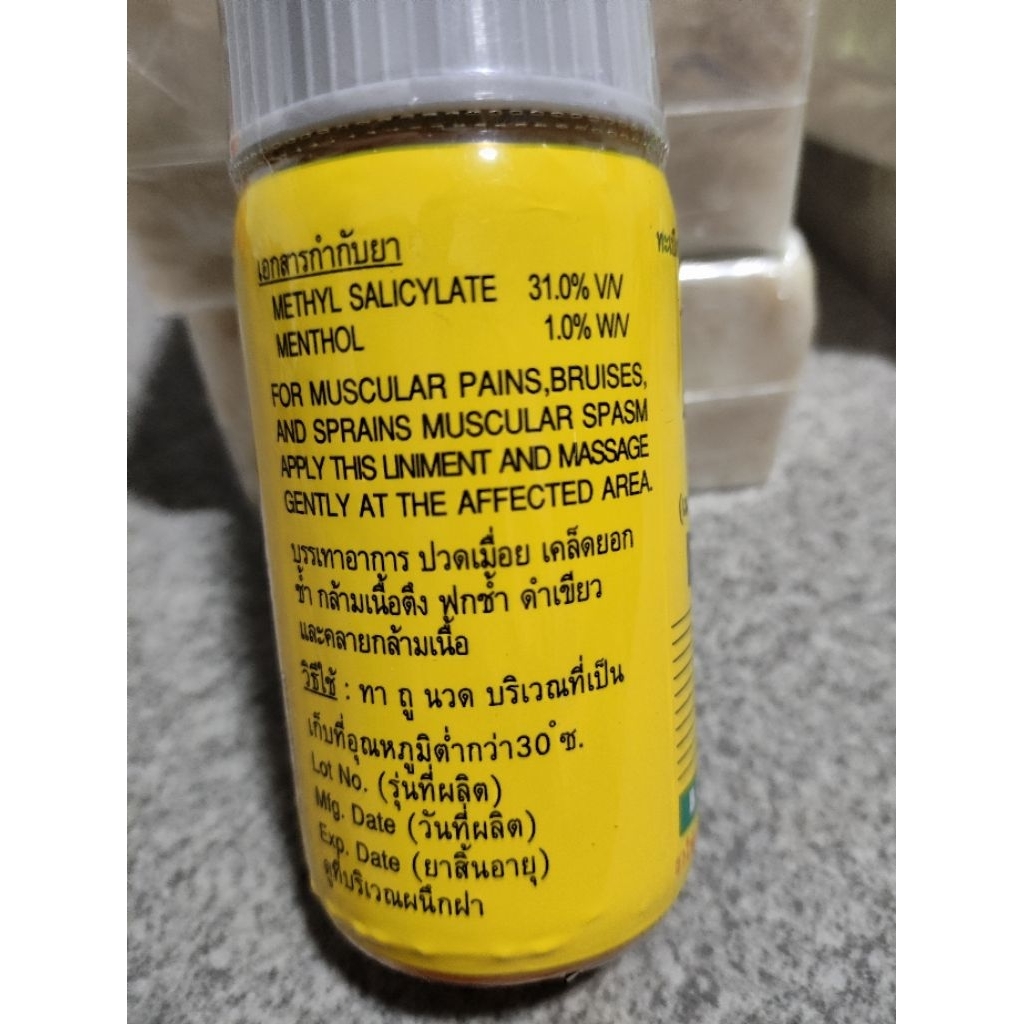 เอกสารกำกับยา
METHYL SALICYLATE 31.0% V/V
MENTHOL 1.0% W/V
FOR MUSCULAR PAINS,BRUISES,
AND SPRAINS MUSCULAR SPASM
APPLY THIS LINIMENT AND MASSAGE
GENTLY AT THE AFFECTED AREA.
บรรเทาอาการ ปวดเมื่อย เคล็ดยอก
ช้ำ กล้ามเนื้อตึง ฟกช้ำ ดำเขียว
และคลายกล้ามเนื้อ
วิธีใช้ : ทา ถู นวด บริเวณที่เป็น
เก็บที่อุณหภูมิต่ำกว่า30 ํซ.
Lot No. (รุ่นที่ผลิต)
Mfg. Date (วันที่ผลิต)
Exp. Date (ยาสิ้นอายุ)
ดูที่บริเวณผนึกฝา